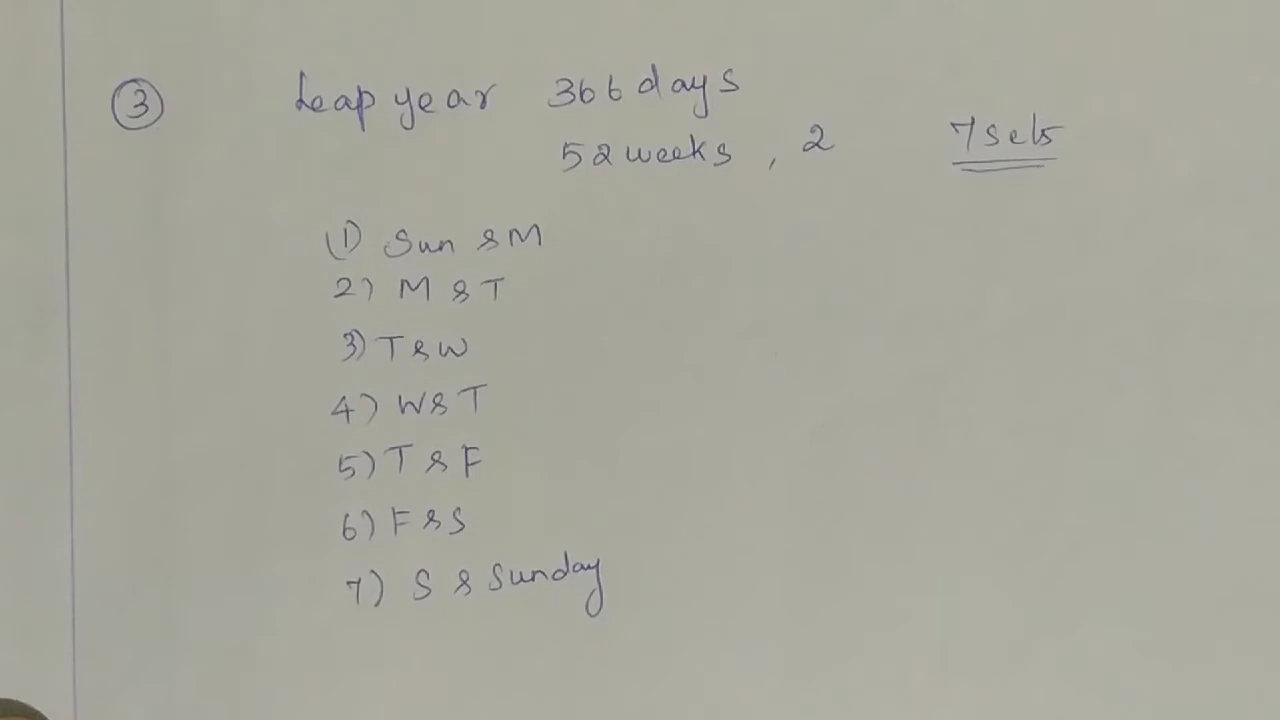 ③ Leap year 366 days
52 weeks , 2 7 sets
1) Sun & M
2) M & T
3) T & W
4) W & T
5) T & F
6) F & S
7) S & Sunday